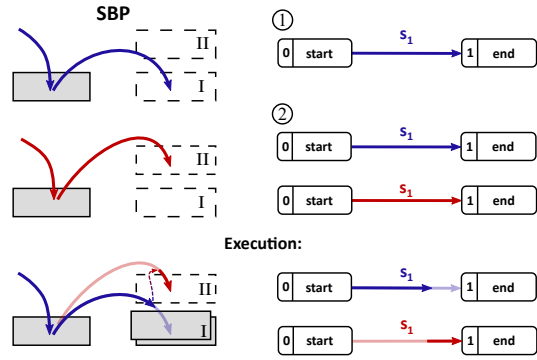 SBP
II
I
II
I
II
I
①
S1
0 start
1 end
②
S1
0 start
1 end
S1
0 start
1 end
Execution:
S1
0 start
1 end
S1
0 start
1 end